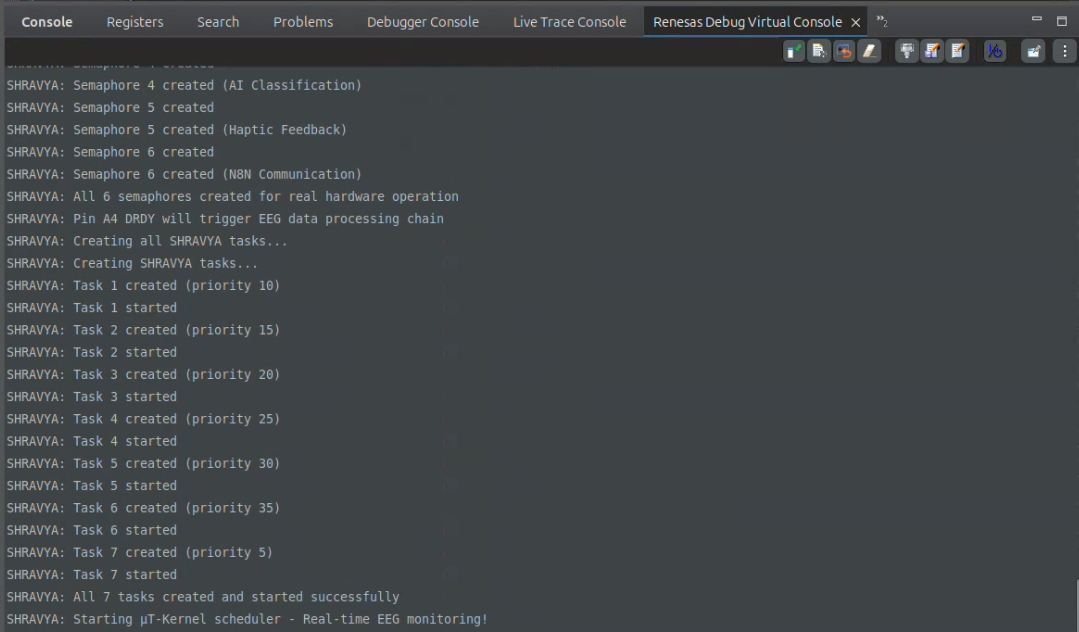 Console Registers Search Problems Debugger Console Live Trace Console Renesas Debug Virtual Console
SHRAVYA: Semaphore 4 created
SHRAVYA: Semaphore 4 created (AI Classification)
SHRAVYA: Semaphore 5 created
SHRAVYA: Semaphore 5 created (Haptic Feedback)
SHRAVYA: Semaphore 6 created
SHRAVYA: Semaphore 6 created (N8N Communication)
SHRAVYA: All 6 semaphores created for real hardware operation
SHRAVYA: Pin A4 DRDY will trigger EEG data processing chain
SHRAVYA: Creating all SHRAVYA tasks...
SHRAVYA: Creating SHRAVYA tasks...
SHRAVYA: Task 1 created (priority 10)
SHRAVYA: Task 1 started
SHRAVYA: Task 2 created (priority 15)
SHRAVYA: Task 2 started
SHRAVYA: Task 3 created (priority 20)
SHRAVYA: Task 3 started
SHRAVYA: Task 4 created (priority 25)
SHRAVYA: Task 4 started
SHRAVYA: Task 5 created (priority 30)
SHRAVYA: Task 5 started
SHRAVYA: Task 6 created (priority 35)
SHRAVYA: Task 6 started
SHRAVYA: Task 7 created (priority 5)
SHRAVYA: Task 7 started
SHRAVYA: All 7 tasks created and started successfully
SHRAVYA: Starting µT-Kernel scheduler - Real-time EEG monitoring!